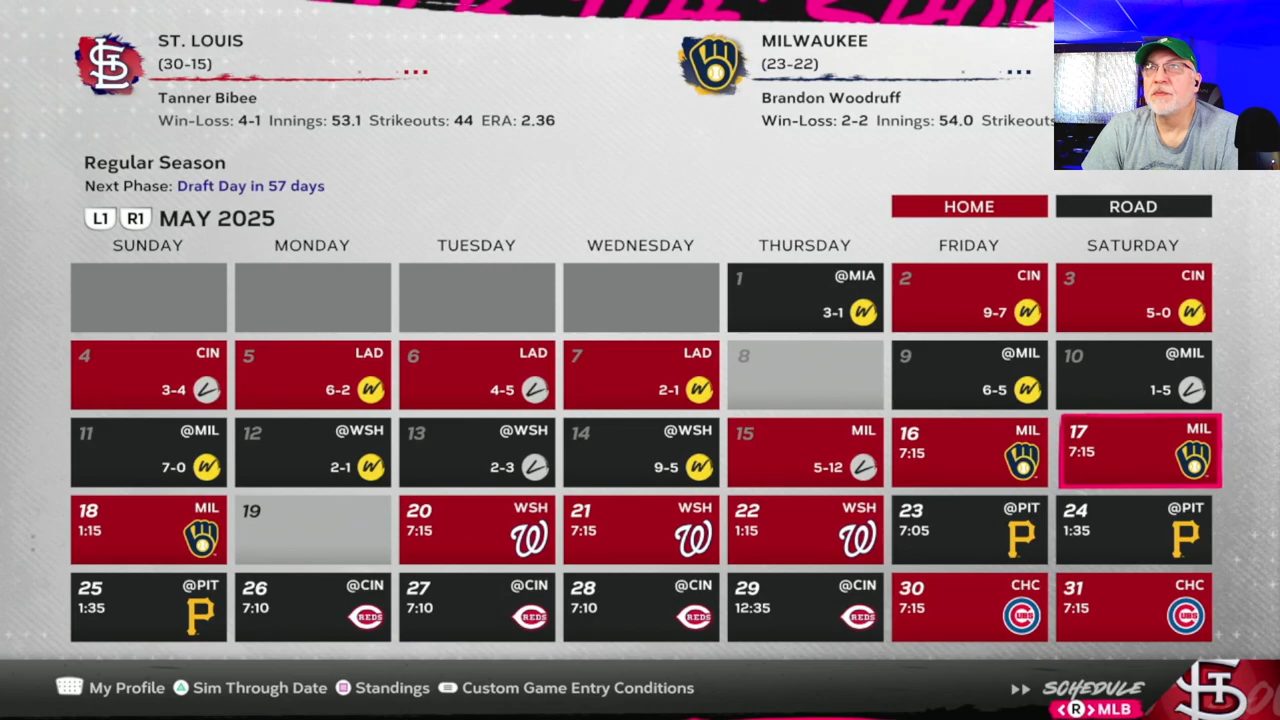 ST. LOUIS
(30-15)
Tanner Bibee
Win-Loss: 4-1 Innings: 53.1 Strikeouts: 44 ERA: 2.36
MILWAUKEE
(23-22)
Brandon Woodruff
Win-Loss: 2-2 Innings: 54.0 Strikeouts
Regular Season
Next Phase: Draft Day in 57 days
L1 R1 MAY 2025
HOME ROAD
SUNDAY MONDAY TUESDAY WEDNESDAY THURSDAY FRIDAY SATURDAY
1 @MIA 2 CIN 3 CIN
3-1 W 9-7 W 5-0 W
4 CIN 5 LAD 6 LAD 7 LAD 8 9 @MIL 10 @MIL
3-4 L 6-2 W 4-5 L 2-1 W 6-5 W 1-5 L
11 @MIL 12 @WSH 13 @WSH 14 @WSH 15 MIL 16 MIL 17 MIL
7-0 W 2-1 W 2-3 L 9-5 W 5-12 L 7:15 7:15
18 MIL 19 20 WSH 21 WSH 22 WSH 23 @PIT 24 @PIT
1:15 7:15 W 7:15 W 1:15 W 7:05 P 1:35 P
25 @PIT 26 @CIN 27 @CIN 28 @CIN 29 @CIN 30 CHC 31 CHC
1:35 P 7:10 REDS 7:10 REDS 7:10 REDS 12:35 REDS 7:15 CUBS 7:15 CUBS
My Profile Sim Through Date Standings Custom Game Entry Conditions
SCHEDULE
<R> MLB